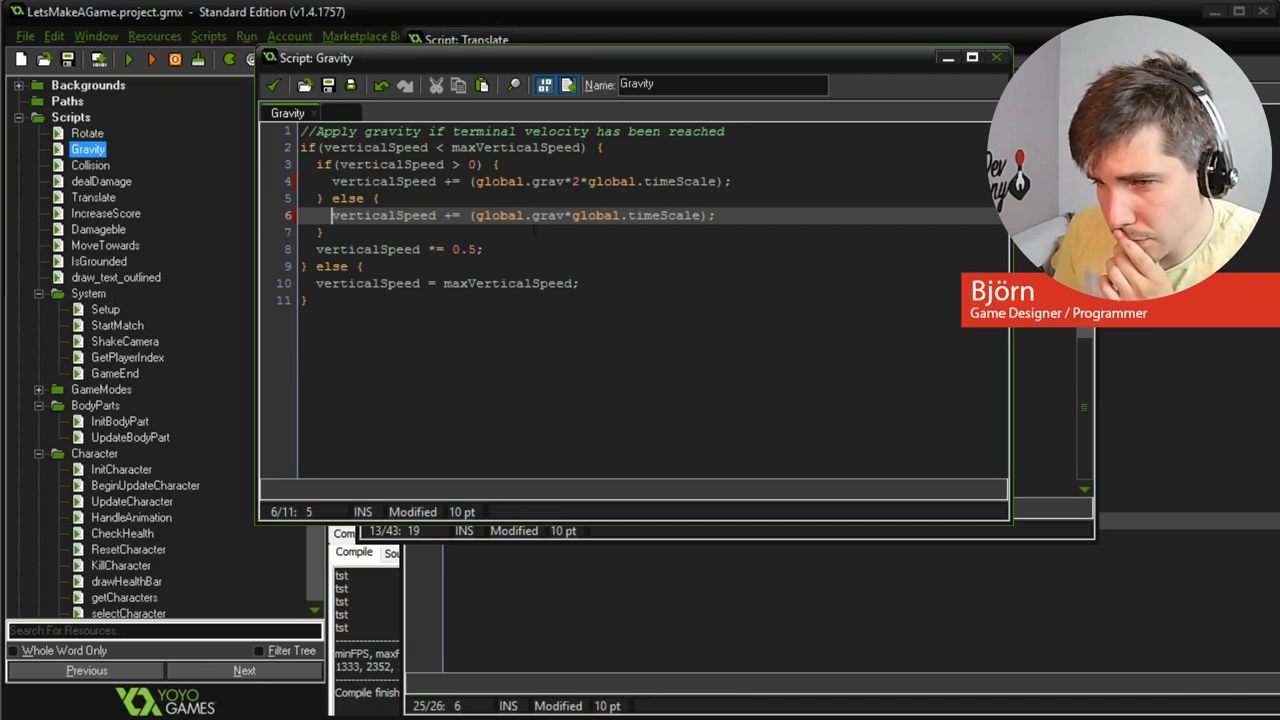 LetsMakeAGame.project.gmx - Standard Edition (v1.4.1757)
File Edit Window Resources Scripts Run Account Marketplace
Script: Translate
Script: Gravity
Name: Gravity
Gravity
Backgrounds
Paths
Scripts
Rotate
Gravity
Collision
dealDamage
Translate
IncreaseScore
Damageble
MoveTowards
IsGrounded
draw_text_outlined
System
Setup
StartMatch
ShakeCamera
GetPlayerIndex
GameEnd
GameModes
BodyParts
InitBodyPart
UpdateBodyPart
Character
InitCharacter
BeginUpdateCharacter
UpdateCharacter
HandleAnimation
CheckHealth
ResetCharacter
KillCharacter
drawHealthBar
getCharacters
selectCharacter
Search For Resources...
Whole Word Only Filter Tree
Previous Next
YOYO
GAMES
1 //Apply gravity if terminal velocity has been reached
2 if(verticalSpeed < maxVerticalSpeed) {
3 if(verticalSpeed > 0) {
4 verticalSpeed += (global.grav*2*global.timeScale);
5 } else {
6 verticalSpeed += (global.grav*global.timeScale);
7 }
8 verticalSpeed *= 0.5;
9 } else {
10 verticalSpeed = maxVerticalSpeed;
11 }
6/11: 5 INS Modified 10 pt
13/43: 19 INS Modified 10 pt
Compile
tst
tst
tst
tst
tst
1333, 2352,
Compile
25/26: 6 INS Modified 10 pt
Björn
Game Designer / Programmer